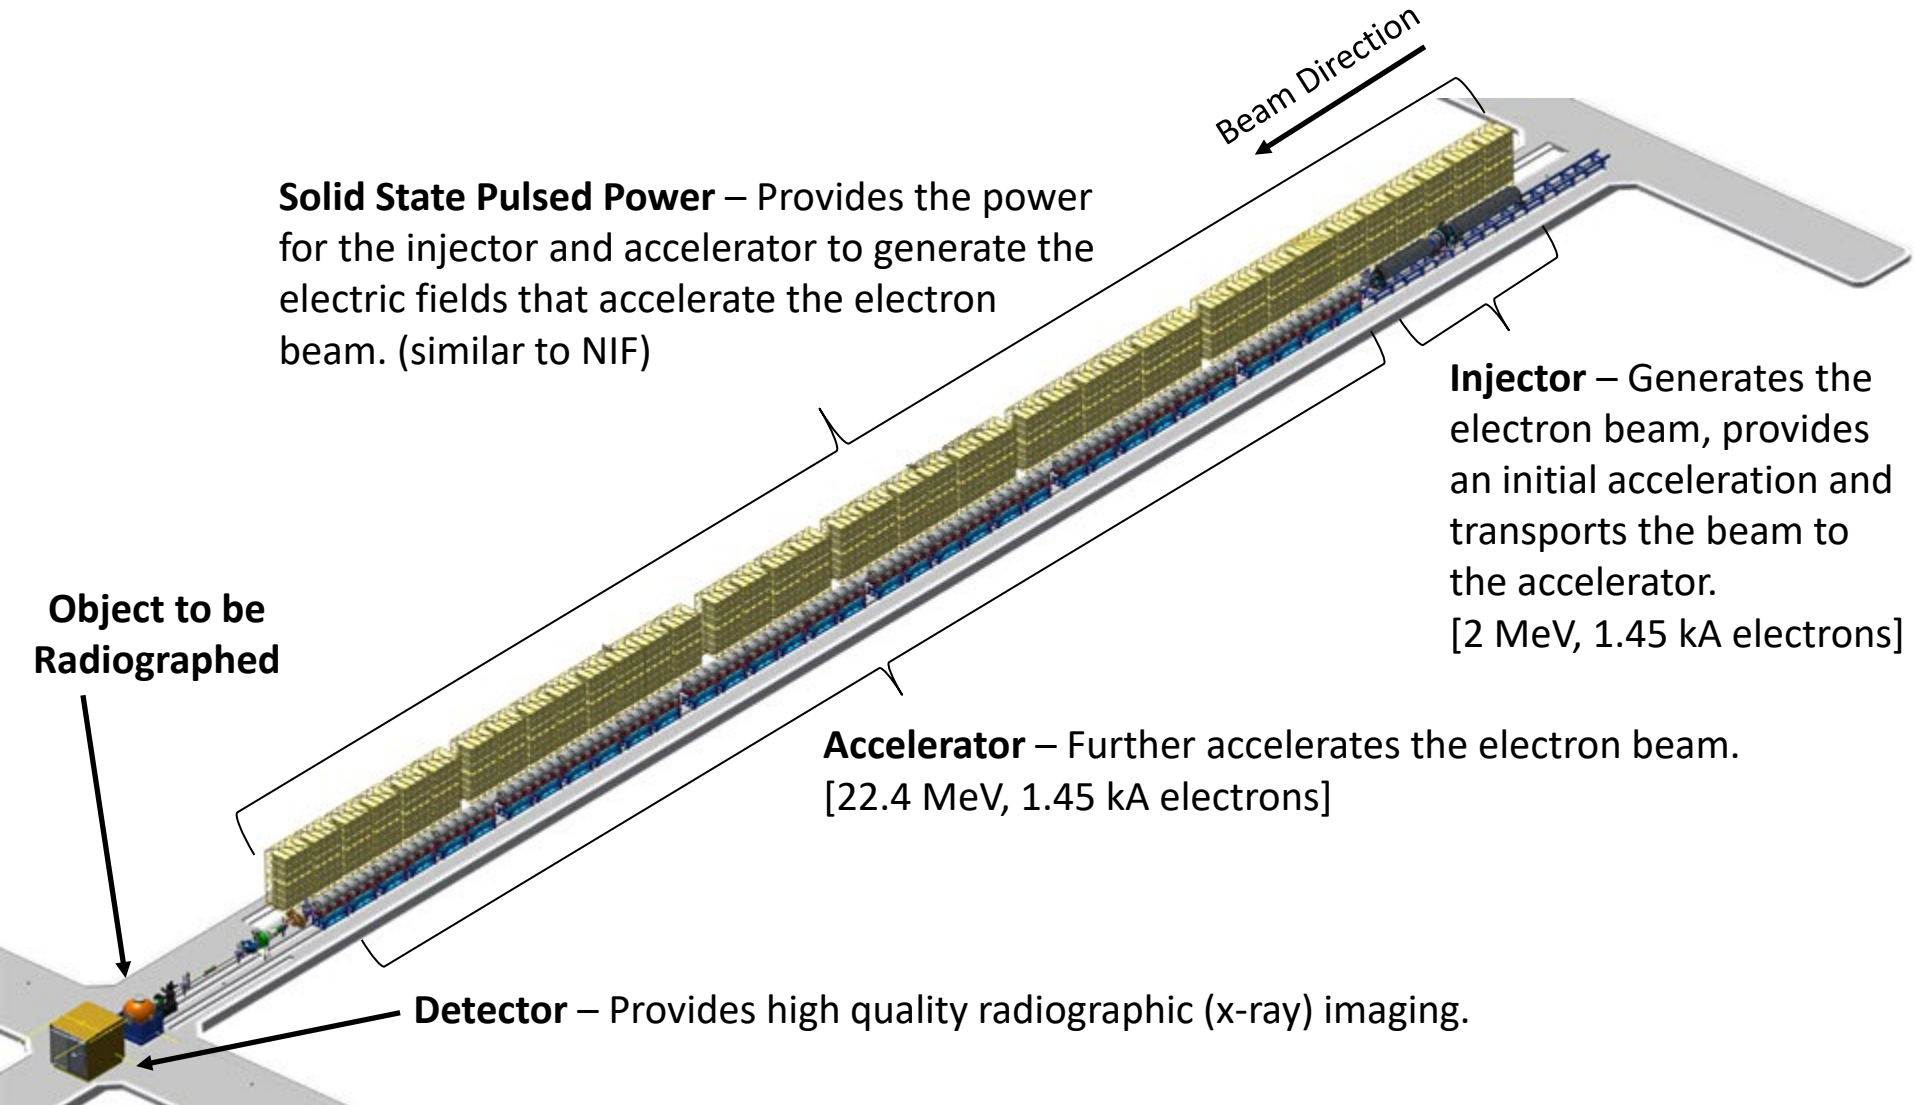 Beam Direction
Solid State Pulsed Power – Provides the power
for the injector and accelerator to generate the
electric fields that accelerate the electron
beam. (similar to NIF)
Injector – Generates the
electron beam, provides
an initial acceleration and
transports the beam to
the accelerator.
[2 MeV, 1.45 kA electrons]
Object to be
Radiographed
Accelerator – Further accelerates the electron beam.
[22.4 MeV, 1.45 kA electrons]
Detector – Provides high quality radiographic (x-ray) imaging.